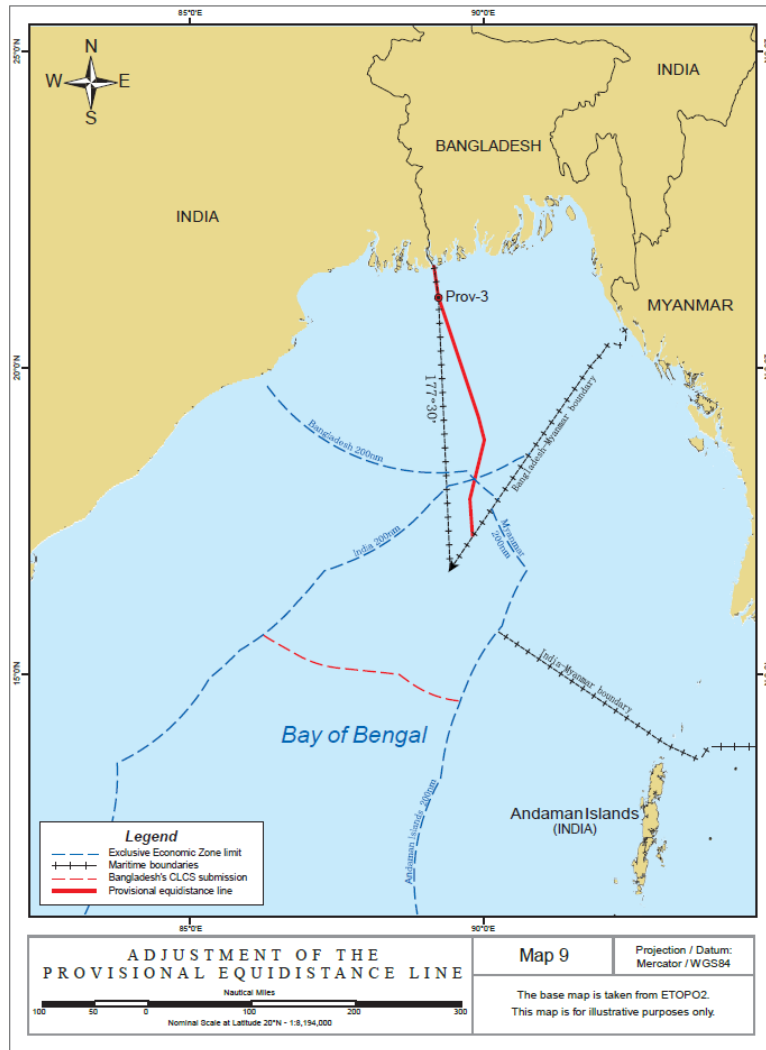 85°0'E
90°0'E
25°0'N
N
W
E
S
INDIA
BANGLADESH
INDIA
MYANMAR
Prov-3
20°0'N
177°30'
Bangladesh 200nm
Bangladesh-Myanmar boundary
India 200nm
Myanmar
200nm
15°0'N
India-Myanmar boundary
Bay of Bengal
Andaman Islands 200nm
Andaman Islands
(INDIA)
Legend
Exclusive Economic Zone limit
Maritime boundaries
Bangladesh's CLCS submission
Provisional equidistance line
85°0'E
90°0'E
ADJUSTMENT OF THE
PROVISIONAL EQUIDISTANCE LINE
Nautical Miles
100 50 0 100 200 300
Nominal Scale at Latitude 20°N - 1:8,194,000
Map 9
Projection / Datum:
Mercator / WGS84
The base map is taken from ETOPO2.
This map is for illustrative purposes only.